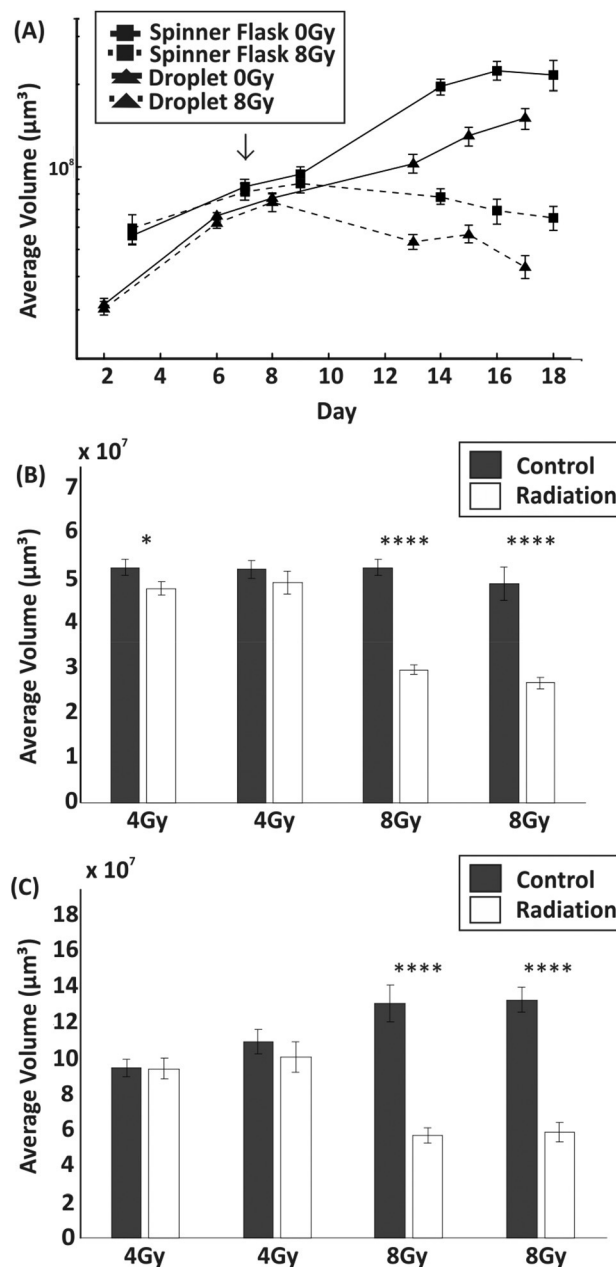 (A)
Spinner Flask 0Gy
Spinner Flask 8Gy
Droplet 0Gy
Droplet 8Gy
Average Volume (µm³)
10⁸
2 4 6 8 10 12 14 16 18
Day
(B)
x 10⁷
Control
Radiation
Average Volume (µm³)
7
6
5
4
3
2
1
0
*
****
****
4Gy 4Gy 8Gy 8Gy
(C)
x 10⁷
Control
Radiation
Average Volume (µm³)
18
16
14
12
10
8
6
4
2
0
****
****
4Gy 4Gy 8Gy 8Gy